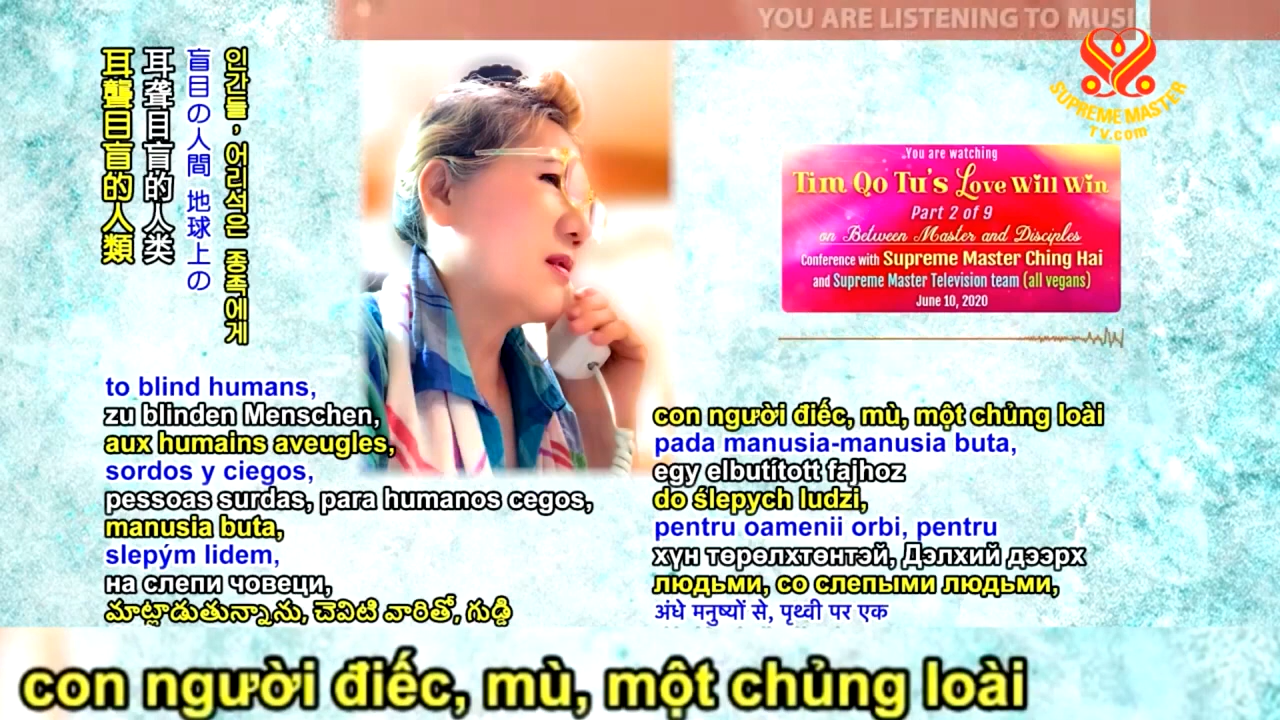 YOU ARE LISTENING TO MUSI
SUPREME MASTER
TV.com
耳聾目盲的人類
耳聋目盲的人类
盲目の人間 地球上の
인간들, 어리석은 종족에게
You are watching
Tim Qo Tu's Love Will Win
Part 2 of 9
on Between Master and Disciples
Conference with Supreme Master Ching Hai
and Supreme Master Television team (all vegans)
June 10, 2020
to blind humans,
zu blinden Menschen,
aux humains aveugles,
sordos y ciegos,
pessoas surdas, para humanos cegos,
manusia buta,
slepým lidem,
на слепи човеци,
మాట్లాడుతున్నాను, చెవిటి వారితో, గుడ్డి
con người điếc, mù, một chủng loài
pada manusia-manusia buta,
egy elbutított fajhoz
do ślepych ludzi,
pentru oamenii orbi, pentru
хүн төрөлхтөнтэй, Дэлхий дээрх
людьми, со слепыми людьми,
अंधे मनुष्यों से, पृथ्वी पर एक
con người điếc, mù, một chủng loài